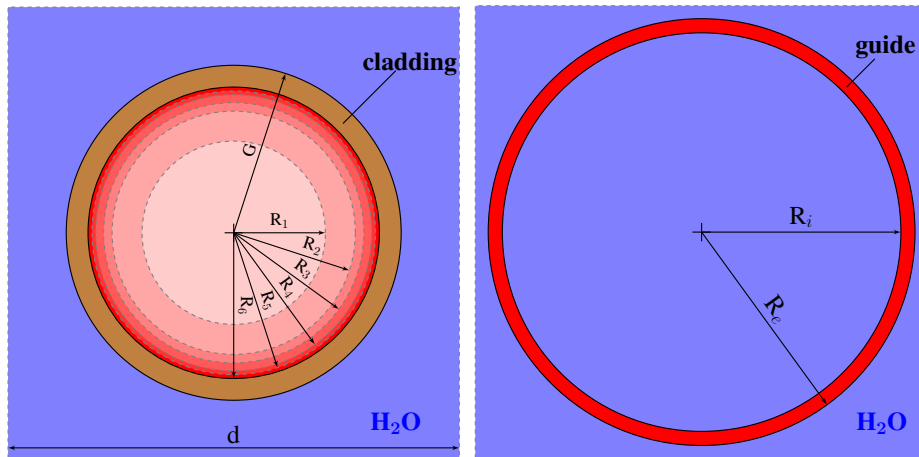 cladding
G
R₁
R₂
R₃
R₄
R₅
R₆
H₂O
d
guide
Rᵢ
Rₑ
H₂O